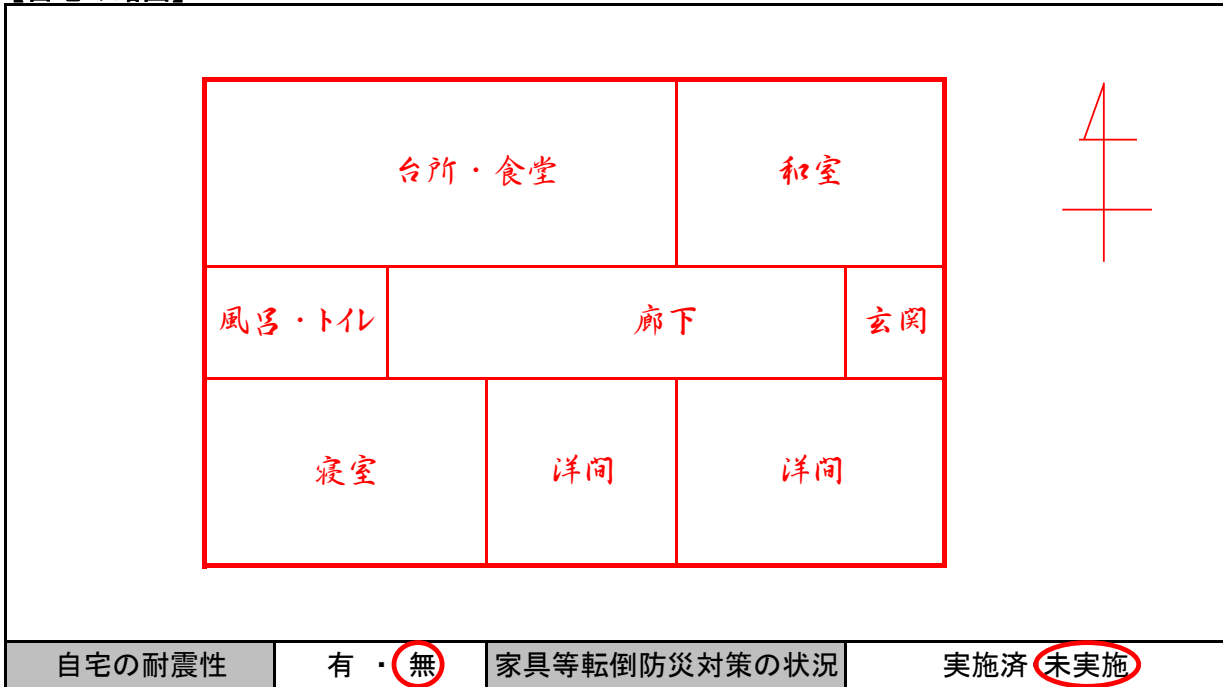 台所・食堂 和室
風呂・トイレ 廊下 玄関
寝室 洋間 洋間
自宅の耐震性 有・無 家具等転倒防災対策の状況 実施済 未実施